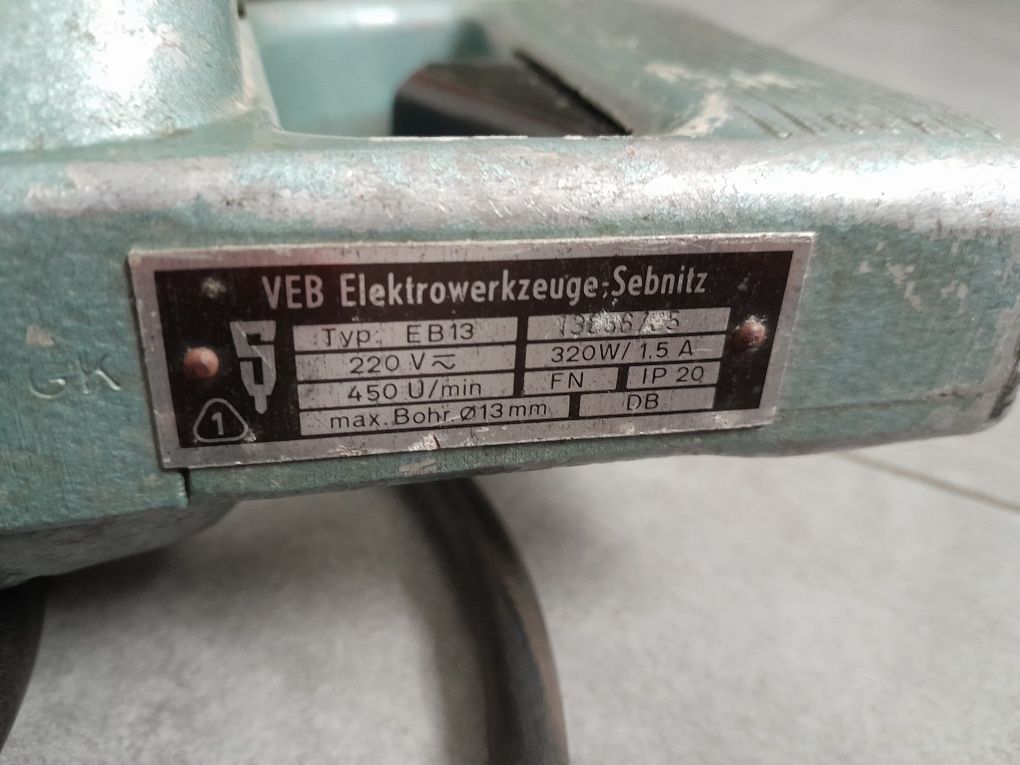 VEB Elektrowerkzeuge-Sebnitz
Typ: EB13
220 V ⎓~ 320W/1,5 A
450 U/min FN IP 20
max. Bohr. Ø13mm DB
S
1
GK